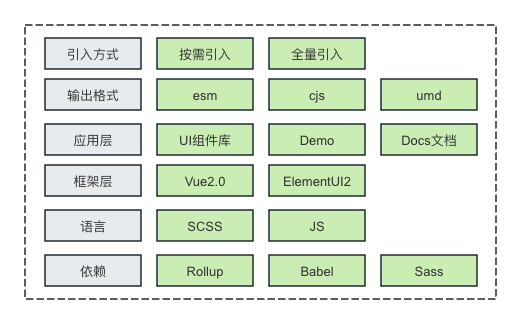 引入方式 按需引入 全量引入
输出格式 esm cjs umd
应用层 UI组件库 Demo Docs文档
框架层 Vue2.0 ElementUI2
语言 SCSS JS
依赖 Rollup Babel Sass